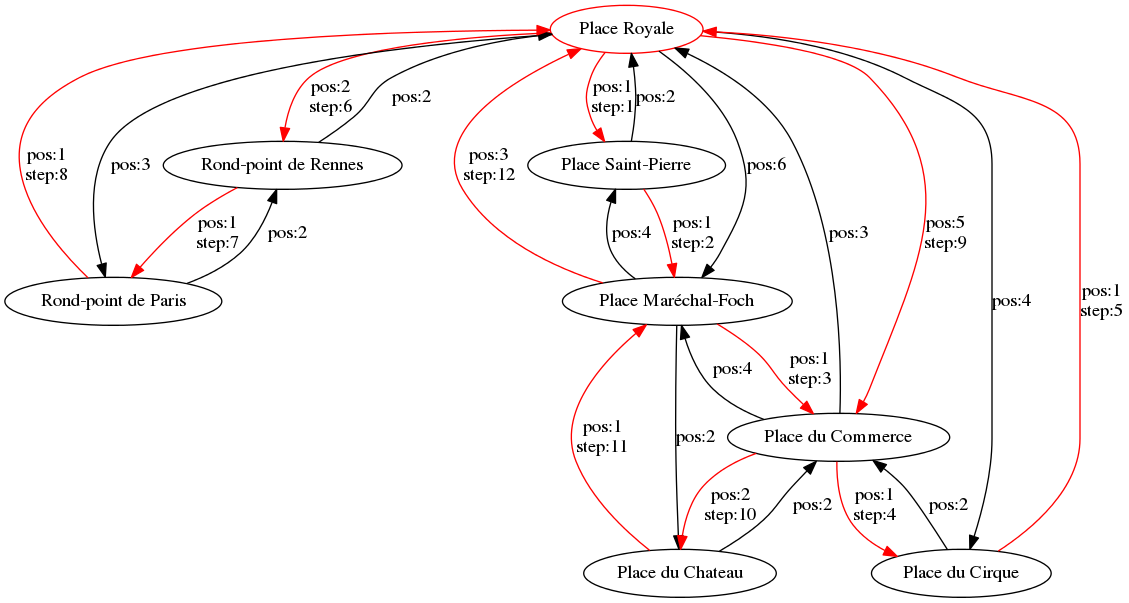 Place Royale
pos:2
step:6
pos:2
pos:1
step:1
pos:2
pos:1
step:8
pos:3
Rond-point de Rennes
pos:3
step:12
Place Saint-Pierre
pos:6
pos:1
step:7
pos:2
pos:4
pos:1
step:2
pos:3
pos:5
step:9
Rond-point de Paris
Place Maréchal-Foch
pos:4
pos:1
step:5
pos:4
pos:1
step:3
pos:1
step:11
pos:2
Place du Commerce
pos:2
step:10
pos:2
pos:1
step:4
pos:2
Place du Chateau
Place du Cirque